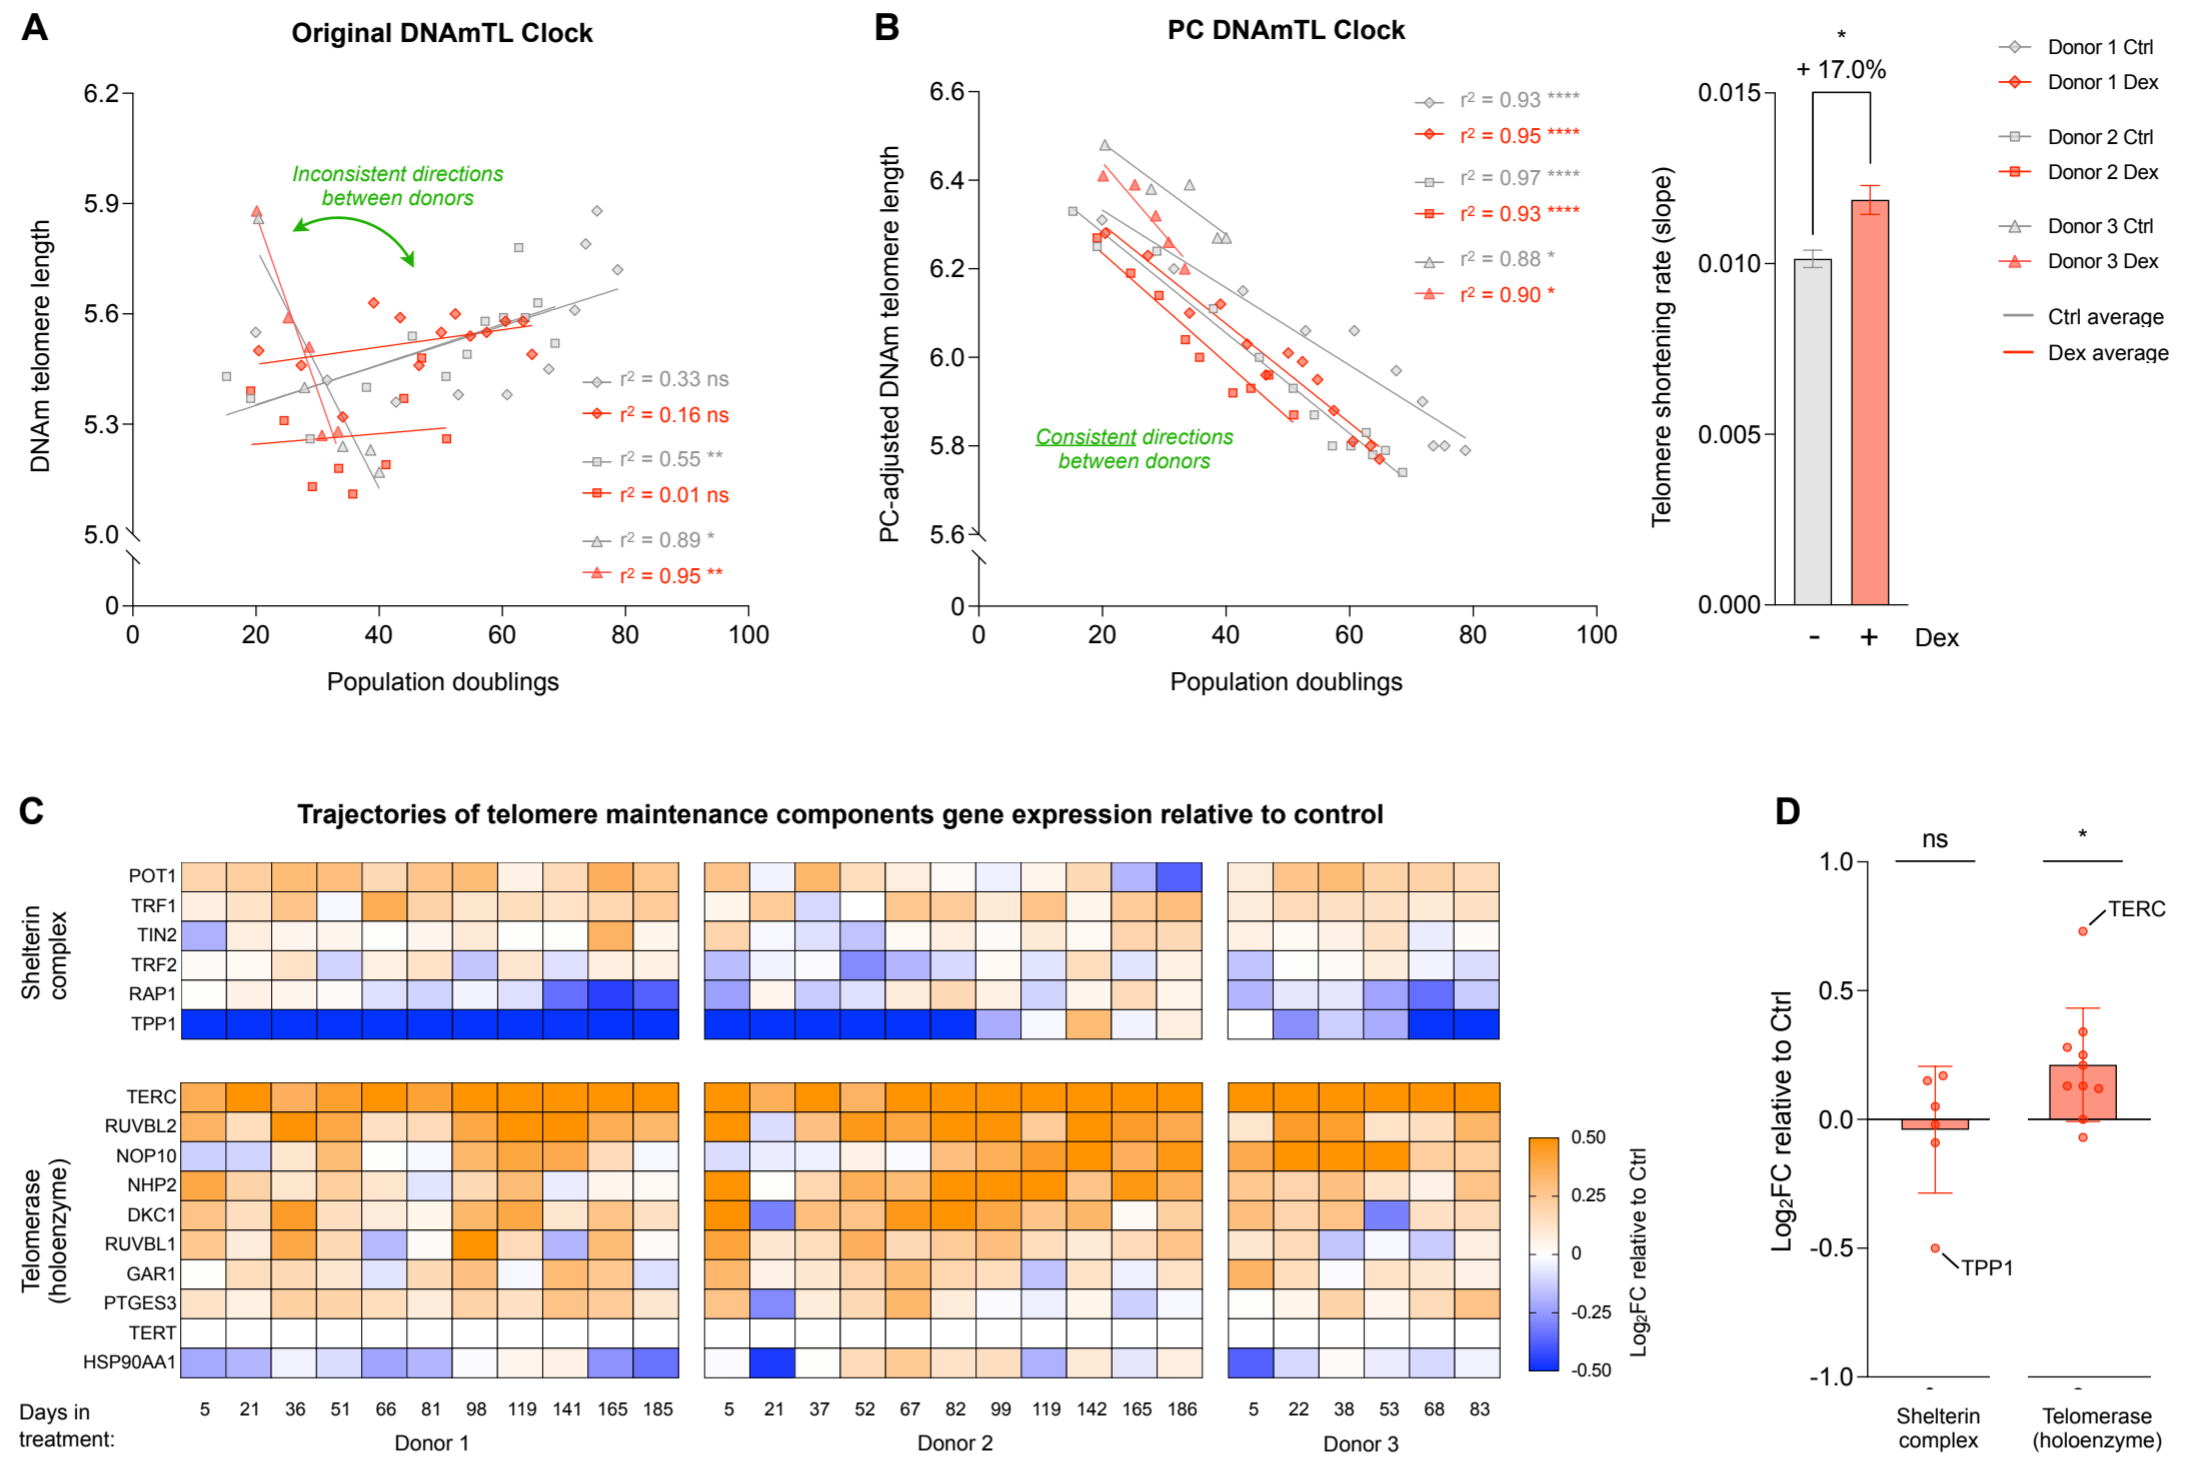 A
Original DNAmTL Clock
DNAm telomere length
6.2
5.9
5.6
5.3
5.0
0
Inconsistent directions
between donors
r² = 0.33 ns
r² = 0.16 ns
r² = 0.55 **
r² = 0.01 ns
r² = 0.89 *
r² = 0.95 **
0 20 40 60 80 100
Population doublings
B
PC DNAmTL Clock
PC-adjusted DNAm telomere length
6.6
6.4
6.2
6.0
5.8
5.6
0
r² = 0.93 ****
r² = 0.95 ****
r² = 0.97 ****
r² = 0.93 ****
r² = 0.88 *
r² = 0.90 *
Consistent directions
between donors
0 20 40 60 80 100
Population doublings
Telomere shortening rate (slope)
*
+ 17.0%
0.015
0.010
0.005
0.000
- + Dex
Donor 1 Ctrl
Donor 1 Dex
Donor 2 Ctrl
Donor 2 Dex
Donor 3 Ctrl
Donor 3 Dex
Ctrl average
Dex average
C
Trajectories of telomere maintenance components gene expression relative to control
Shelterin
complex
POT1
TRF1
TIN2
TRF2
RAP1
TPP1
Telomerase
(holoenzyme)
TERC
RUVBL2
NOP10
NHP2
DKC1
RUVBL1
GAR1
PTGES3
TERT
HSP90AA1
Days in
treatment:
5 21 36 51 66 81 98 119 141 165 185
Donor 1
5 21 37 52 67 82 99 119 142 165 186
Donor 2
5 22 38 53 68 83
Donor 3
0.50
0.25
0
-0.25
-0.50
Log₂FC relative to Ctrl
D
Log₂FC relative to Ctrl
1.0
0.5
0.0
-0.5
-1.0
ns
*
TERC
TPP1
Shelterin
complex
Telomerase
(holoenzyme)